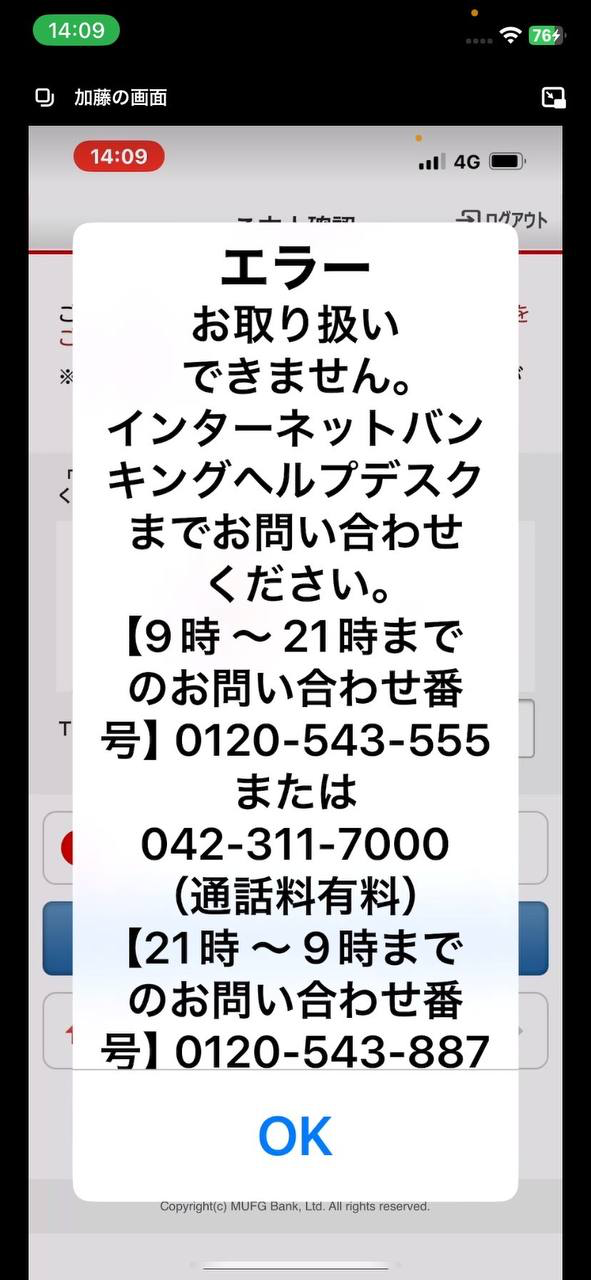 14:09
76
加藤の画面
14:09
4G
ログアウト
エラー
お取り扱い
できません。
インターネットバン
キングヘルプデスク
までお問い合わせ
ください。
【9時 〜 21時まで
のお問い合わせ番
号】0120-543-555
または
042-311-7000
（通話料有料）
【21時 〜 9時まで
のお問い合わせ番
号】0120-543-887
OK
Copyright(c) MUFG Bank, Ltd. All rights reserved.